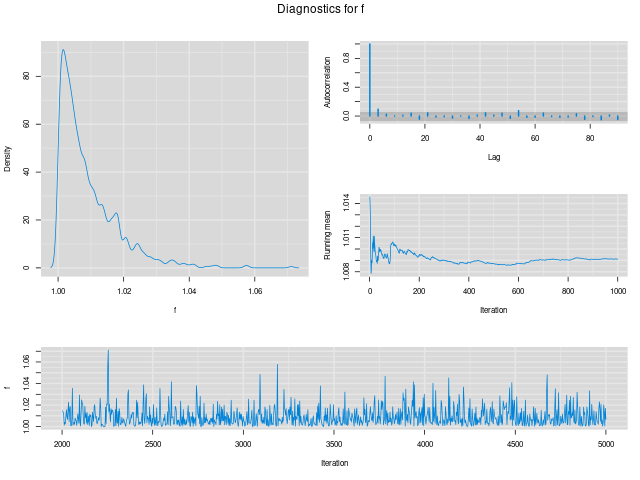 Diagnostics for f
Density
0 20 40 60 80
1.00 1.02 1.04 1.06
f
Autocorrelation
0.0 0.4 0.8
0 20 40 60 80
Lag
Running mean
1.008 1.011 1.014
0 200 400 600 800 1000
Iteration
f
1.00 1.02 1.04 1.06
2000 2500 3000 3500 4000 4500 5000
Iteration